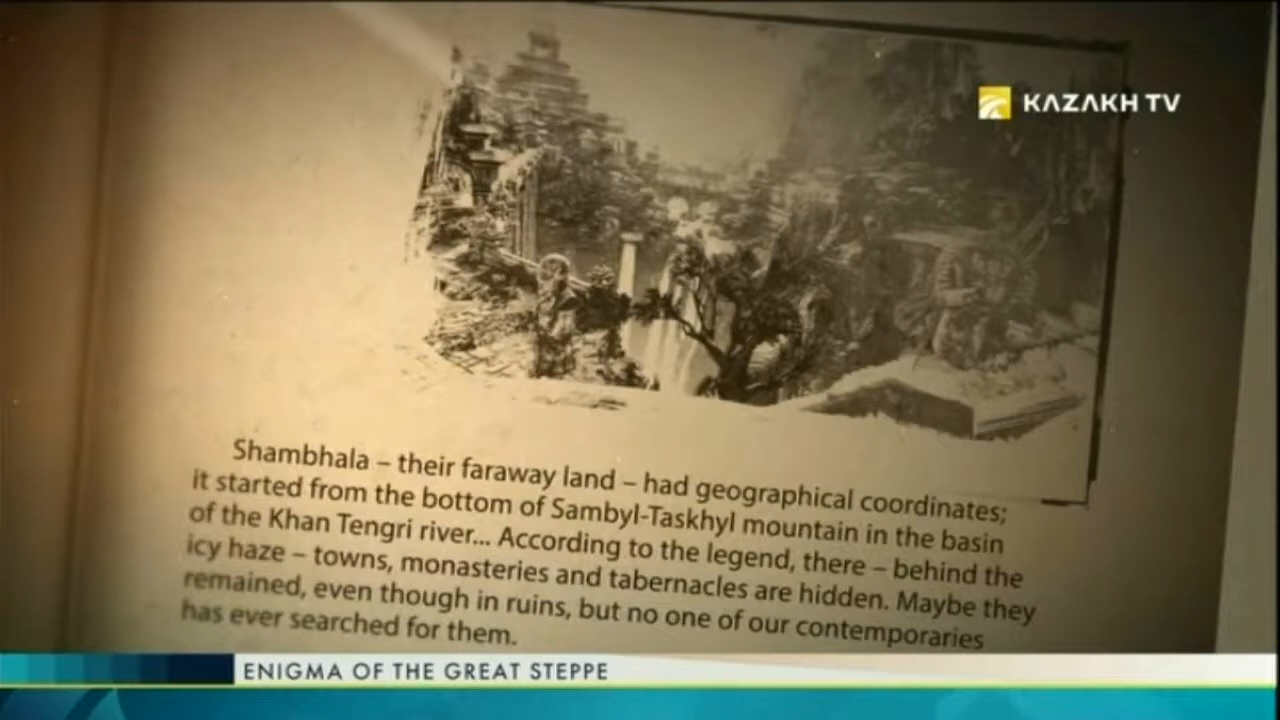 KAZAKH TV
Shambhala – their faraway land – had geographical coordinates;
it started from the bottom of Sambyl-Taskhyl mountain in the basin
of the Khan Tengri river... According to the legend, there – behind the
icy haze – towns, monasteries and tabernacles are hidden. Maybe they
remained, even though in ruins, but no one of our contemporaries
has ever searched for them.
ENIGMA OF THE GREAT STEPPE